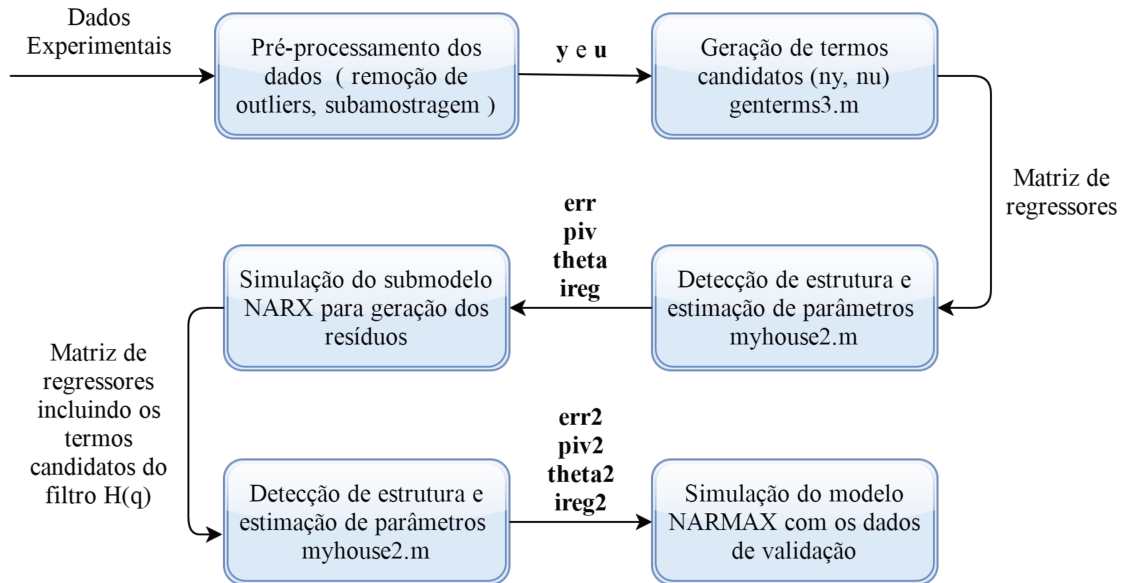 Dados
Experimentais
Pré-processamento dos
dados ( remoção de
outliers, subamostragem )
y e u
Geração de termos
candidatos (ny, nu)
genterms3.m
Matriz de
regressores
Detecção de estrutura e
estimação de parâmetros
myhouse2.m
err
piv
theta
ireg
Simulação do submodelo
NARX para geração dos
resíduos
Matriz de
regressores
incluindo os
termos
candidatos do
filtro H(q)
Detecção de estrutura e
estimação de parâmetros
myhouse2.m
err2
piv2
theta2
ireg2
Simulação do modelo
NARMAX com os dados
de validação